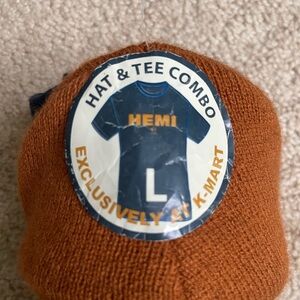 HAT & TEE COMBO
HEMI
L
EXCLUSIVELY AT K-MART